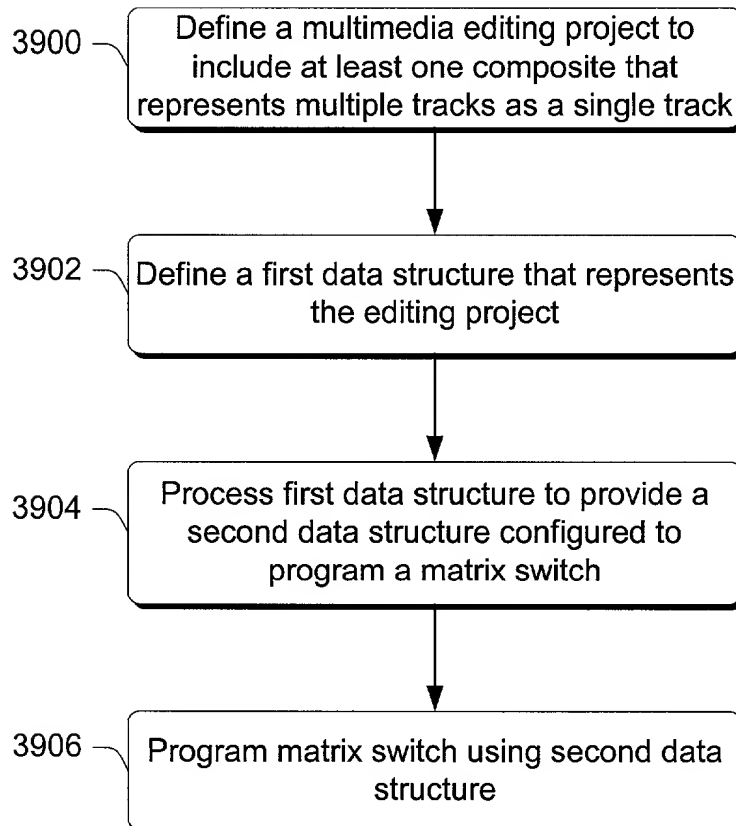 3900
Define a multimedia editing project to
include at least one composite that
represents multiple tracks as a single track
3902
Define a first data structure that represents
the editing project
3904
Process first data structure to provide a
second data structure configured to
program a matrix switch
3906
Program matrix switch using second data
structure